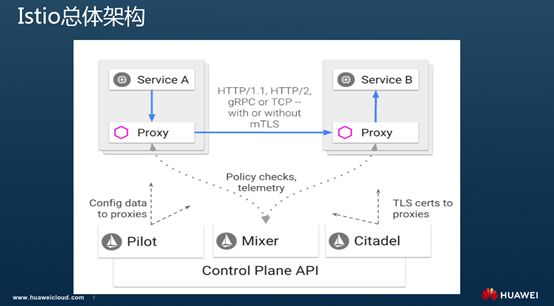 Istio总体架构
Service A
Service B
HTTP/1.1, HTTP/2,
gRPC or TCP --
with or without
mTLS
Proxy
Proxy
Policy checks,
telemetry
Config data
to proxies
TLS certs to
proxies
Pilot
Mixer
Citadel
Control Plane API
www.huaweicloud.com
7
HUAWEI